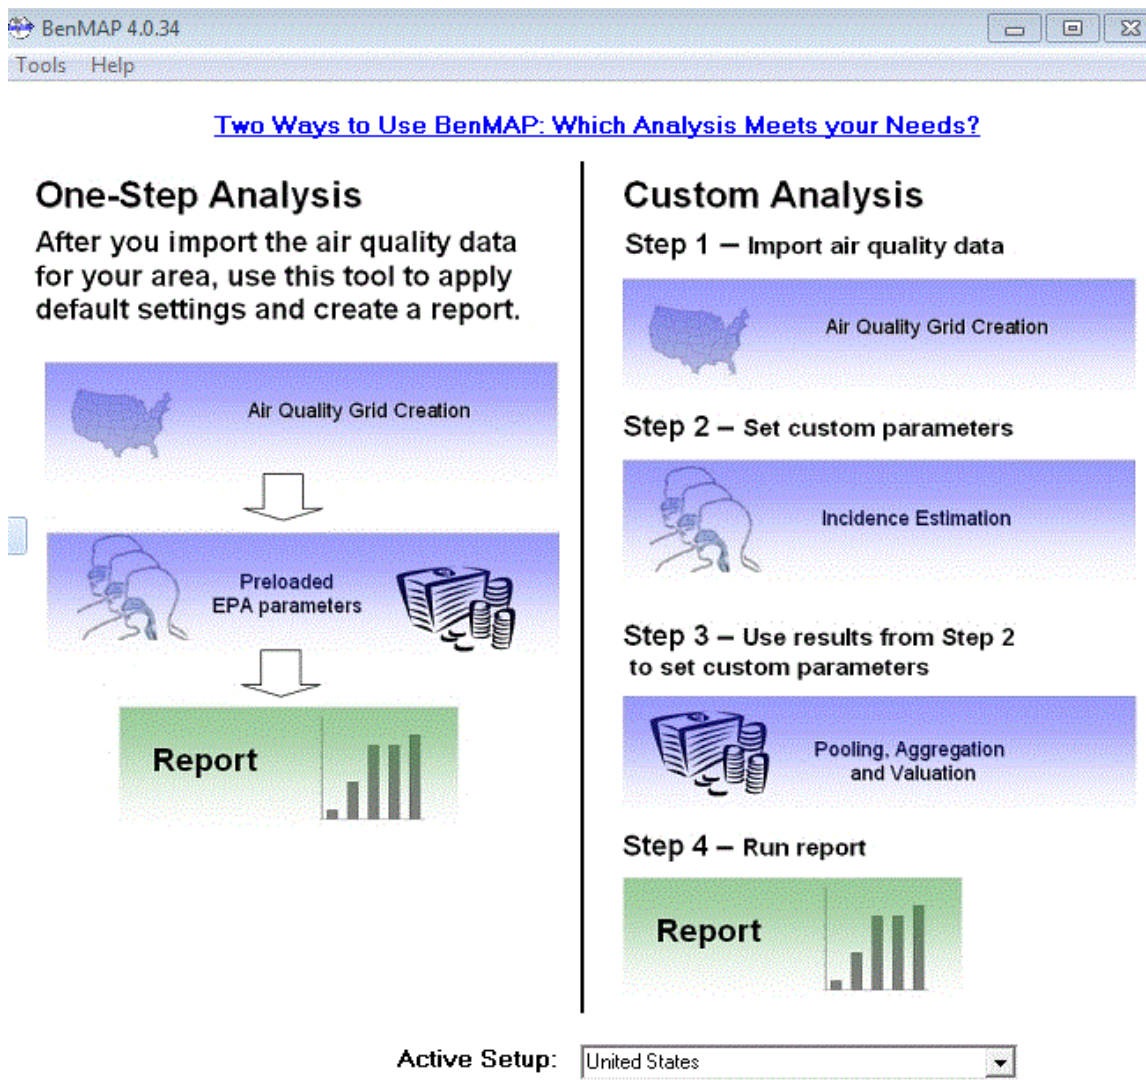 BenMAP 4.0.34
Tools Help
Two Ways to Use BenMAP: Which Analysis Meets your Needs?
One-Step Analysis
After you import the air quality data
for your area, use this tool to apply
default settings and create a report.
Air Quality Grid Creation
Preloaded
EPA parameters
Report
Custom Analysis
Step 1 – Import air quality data
Air Quality Grid Creation
Step 2 – Set custom parameters
Incidence Estimation
Step 3 – Use results from Step 2
to set custom parameters
Pooling, Aggregation
and Valuation
Step 4 – Run report
Report
Active Setup: United States